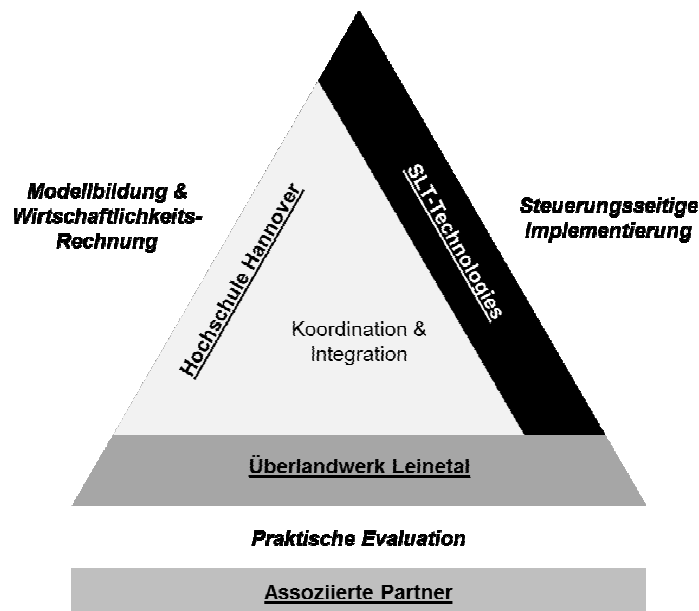 Modellbildung &
Wirtschaftlichkeits-
Rechnung
Hochschule Hannover
SLT-Technologies
Steuerungsseitige
Implementierung
Koordination &
Integration
Überlandwerk Leinetal
Praktische Evaluation
Assoziierte Partner